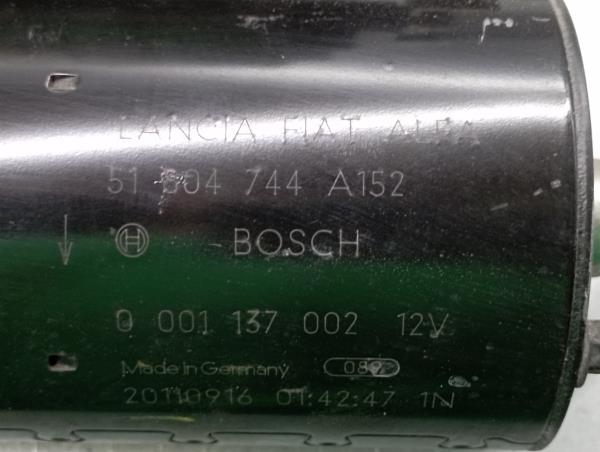 LANCIA FIAT ALFA
51 804 744 A152
BOSCH
0 001 137 002 12V
Made in Germany 089
20110916 01:42:47 1N